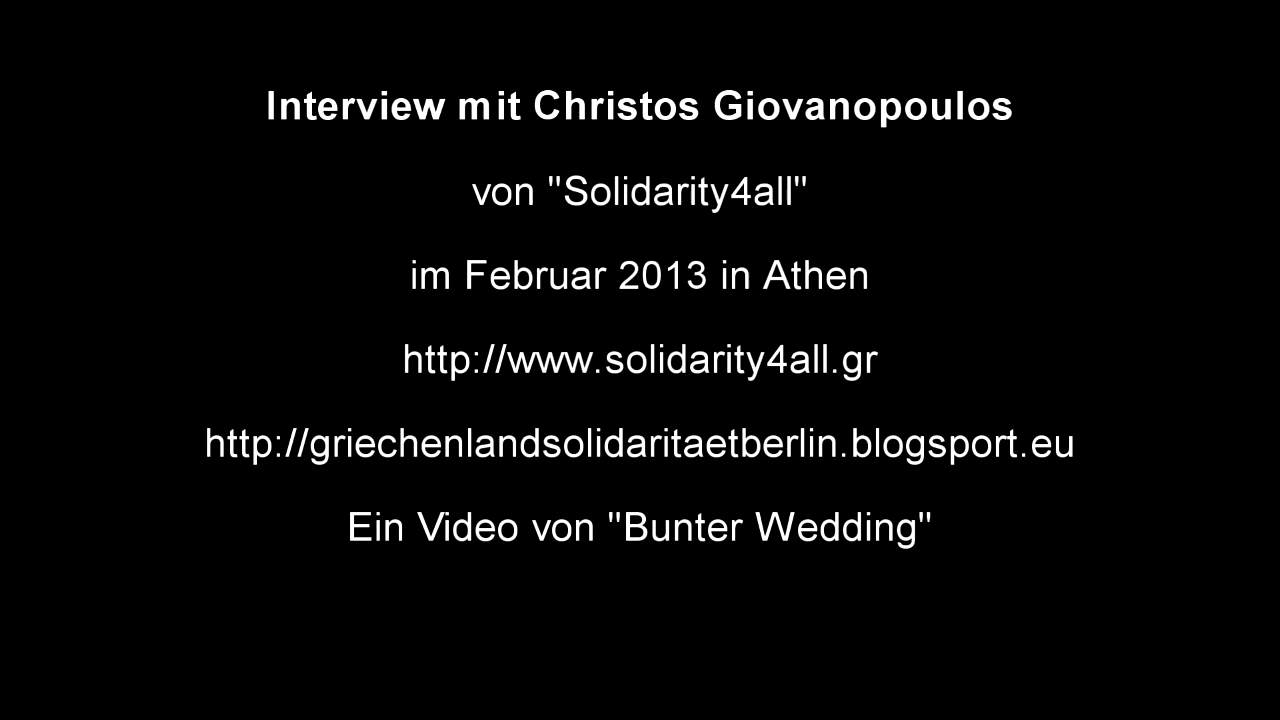 Interview mit Christos Giovanopoulos
von "Solidarity4all"
im Februar 2013 in Athen
http://www.solidarity4all.gr
http://griechenlandsolidaritaetberlin.blogsport.eu
Ein Video von "Bunter Wedding"